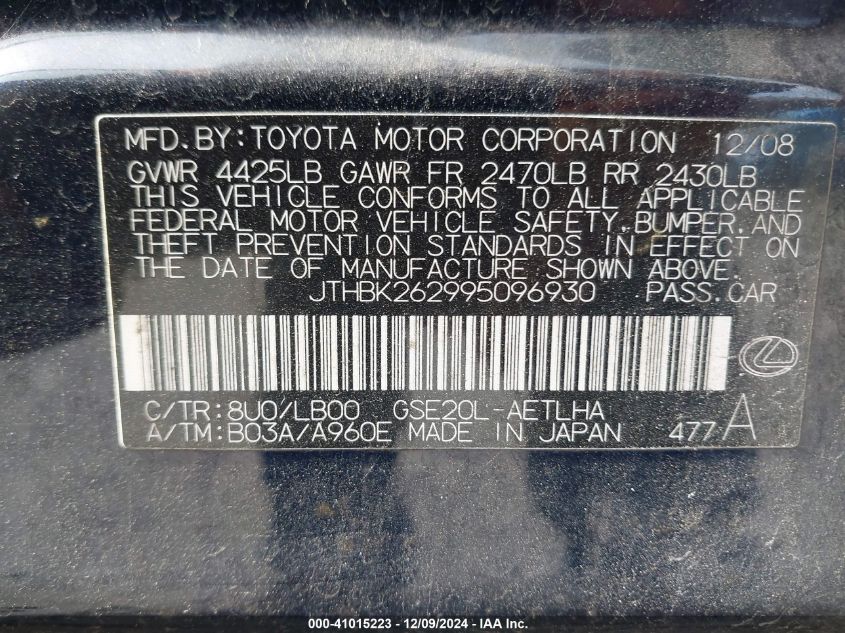 MFD.BY:TOYOTA MOTOR CORPORATION 12/08
GVWR 4425LB GAWR FR 2470LB RR 2430LB
THIS VEHICLE CONFORMS TO ALL APPLICABLE
FEDERAL MOTOR VEHICLE SAFETY,BUMPER,AND
THEFT PREVENTION STANDARDS IN EFFECT ON
THE DATE OF MANUFACTURE SHOWN ABOVE.
JTHBK262995096930 PASS.CAR
C/TR:8U0/LB00 GSE20L-AETLHA
A/TM:B03A/A960E MADE IN JAPAN 477A
000-41015223 - 12/09/2024 - IAA Inc.